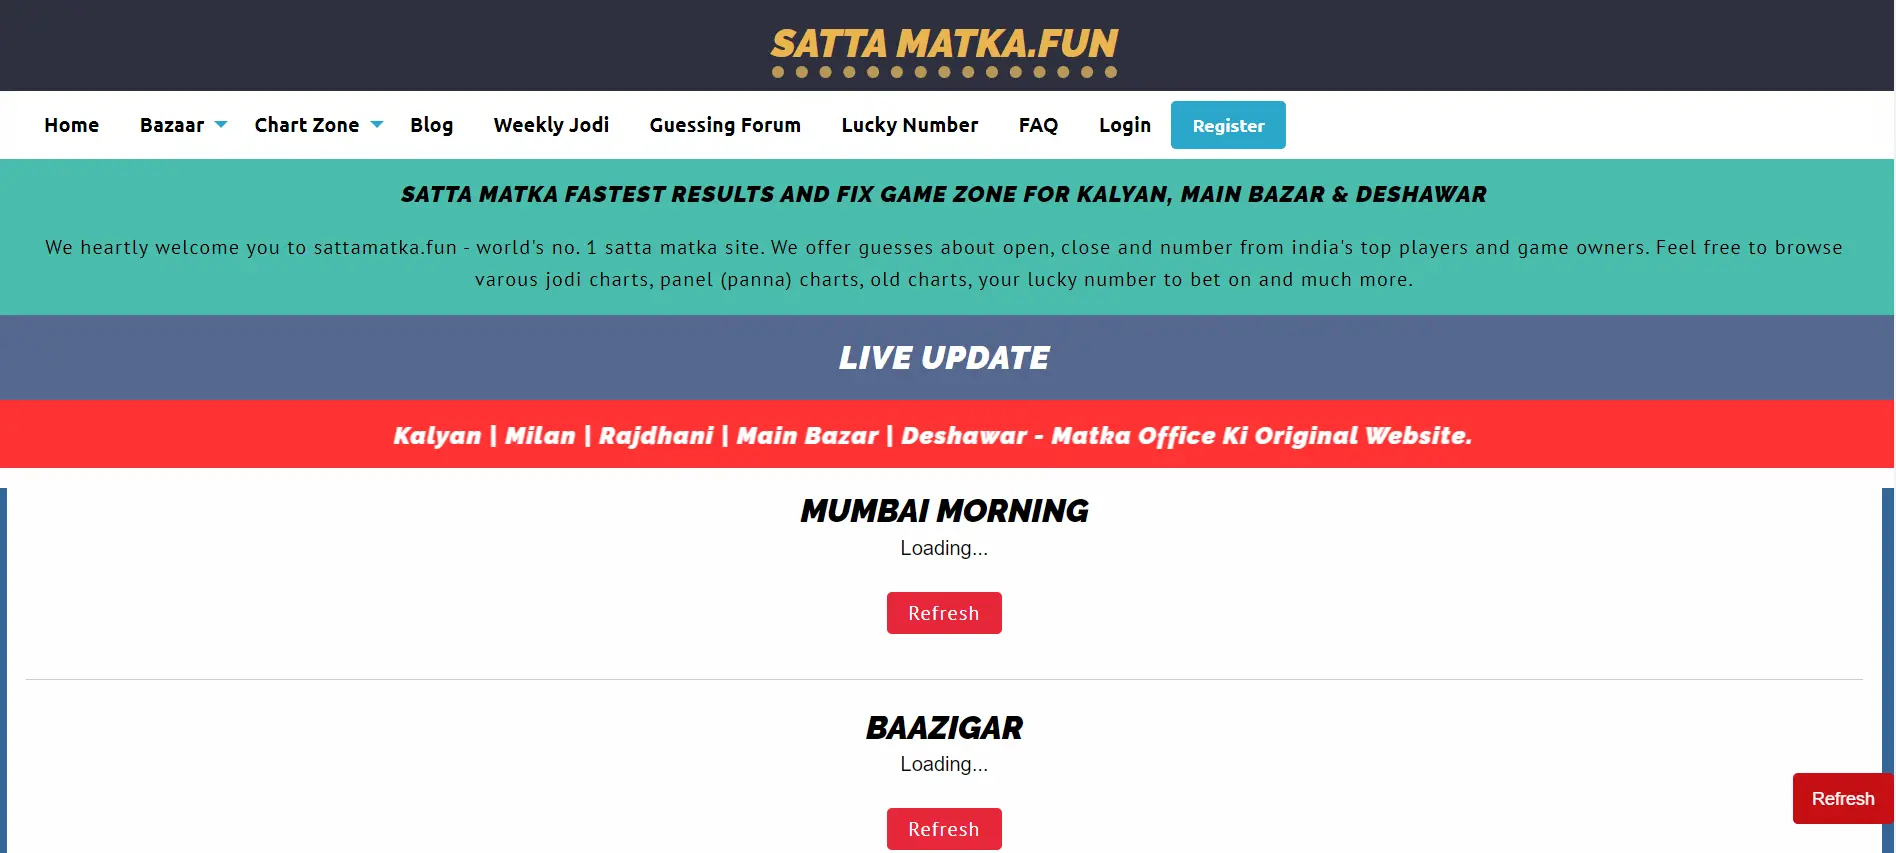 SATTA MATKA.FUN
Home Bazaar Chart Zone Blog Weekly Jodi Guessing Forum Lucky Number FAQ Login Register
SATTA MATKA FASTEST RESULTS AND FIX GAME ZONE FOR KALYAN, MAIN BAZAR & DESHAWAR
We heartly welcome you to sattamatka.fun - world's no. 1 satta matka site. We offer guesses about open, close and number from india's top players and game owners. Feel free to browse
varous jodi charts, panel (panna) charts, old charts, your lucky number to bet on and much more.
LIVE UPDATE
Kalyan | Milan | Rajdhani | Main Bazar | Deshawar - Matka Office Ki Original Website.
MUMBAI MORNING
Loading...
Refresh
BAAZIGAR
Loading...
Refresh
Refresh